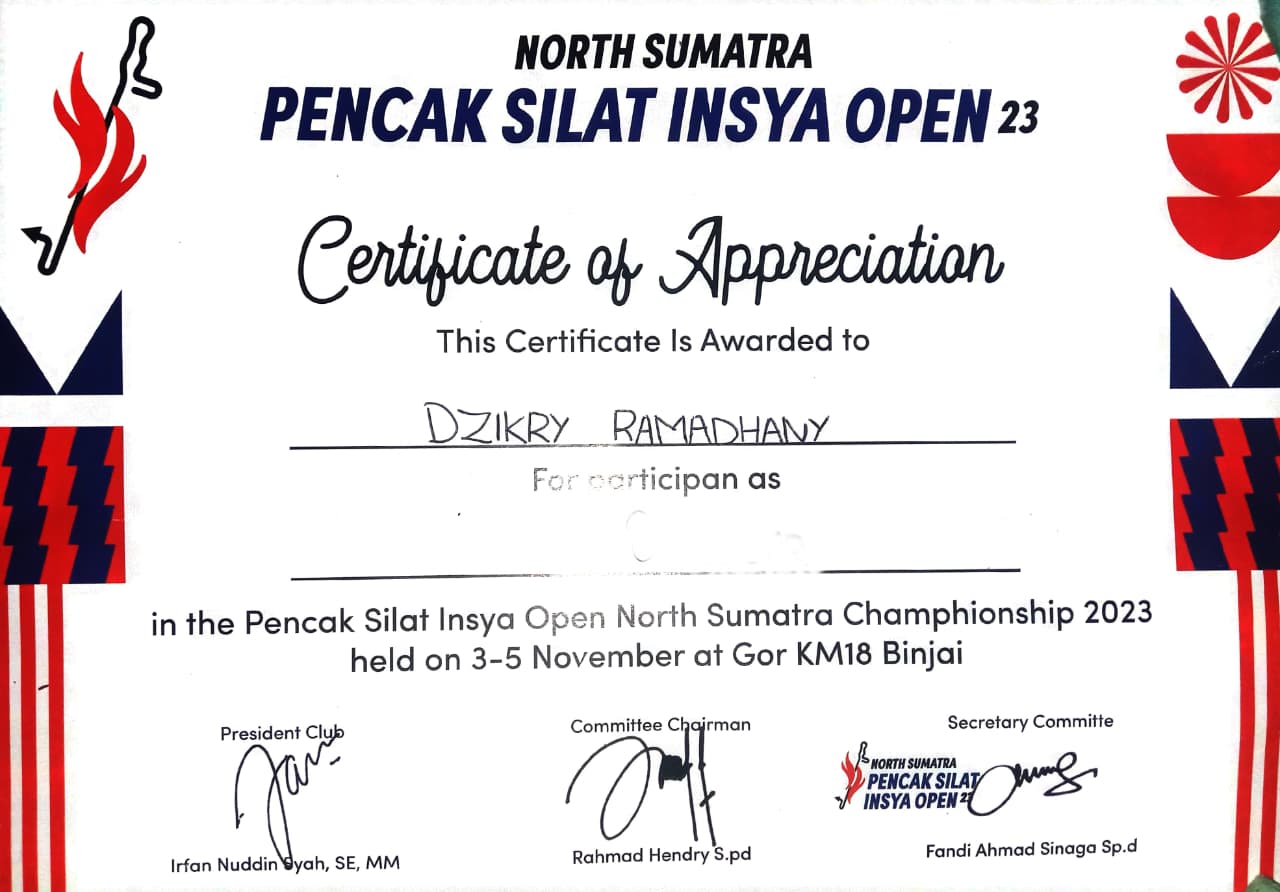 NORTH SUMATRA
PENCAK SILAT INSYA OPEN 23
Certificate of Appreciation
This Certificate Is Awarded to
DZIKRY RAMADHANY
For participan as
in the Pencak Silat Insya Open North Sumatra Champhionship 2023
held on 3-5 November at Gor KM18 Binjai
President Club
Committee Chairman
Secretary Committe
NORTH SUMATRA
PENCAK SILAT
INSYA OPEN 23
Irfan Nuddin Syah, SE, MM
Rahmad Hendry S.pd
Fandi Ahmad Sinaga Sp.d